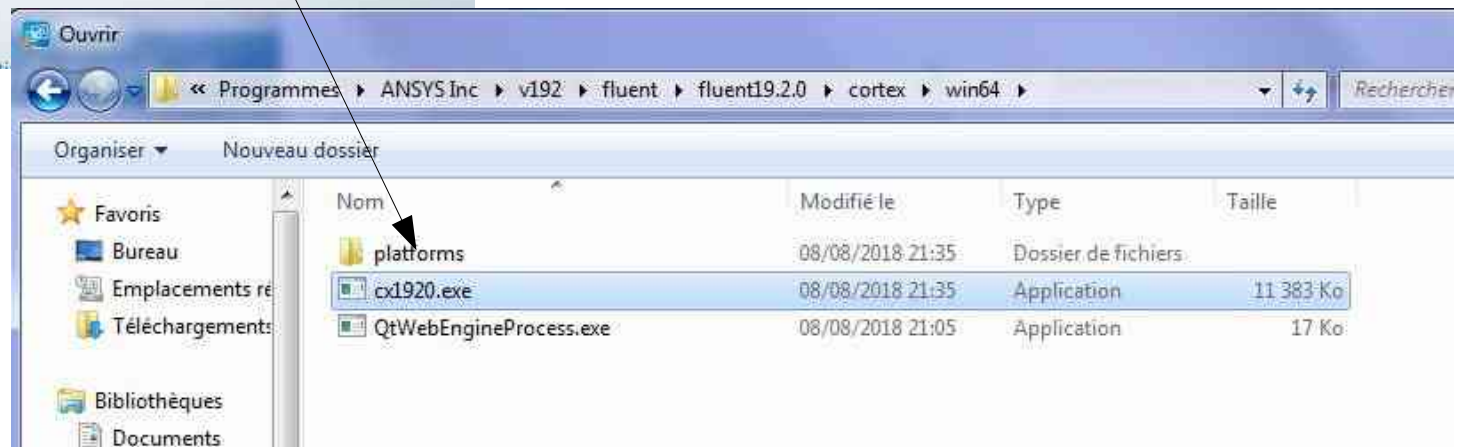 Ouvrir
« Programmes ▸ ANSYS Inc ▸ v192 ▸ fluent ▸ fluent19.2.0 ▸ cortex ▸ win64 ▸ Rechercher
Organiser ▾ Nouveau dossier
Favoris
Bureau
Emplacements ré
Téléchargements
Bibliothèques
Documents
Nom Modifié le Type Taille
platforms 08/08/2018 21:35 Dossier de fichiers
cx1920.exe 08/08/2018 21:35 Application 11 383 Ko
QtWebEngineProcess.exe 08/08/2018 21:05 Application 17 Ko